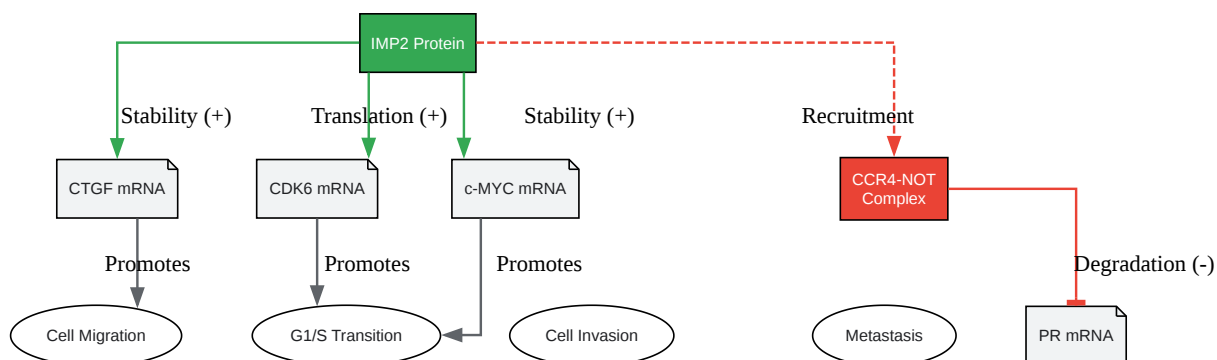 IMP2 Protein
Stability (+)
Translation (+)
Stability (+)
Recruitment
CTGF mRNA
CDK6 mRNA
c-MYC mRNA
CCR4-NOT
Complex
Promotes
Promotes
Promotes
Degradation (-)
Cell Migration
G1/S Transition
Cell Invasion
Metastasis
PR mRNA